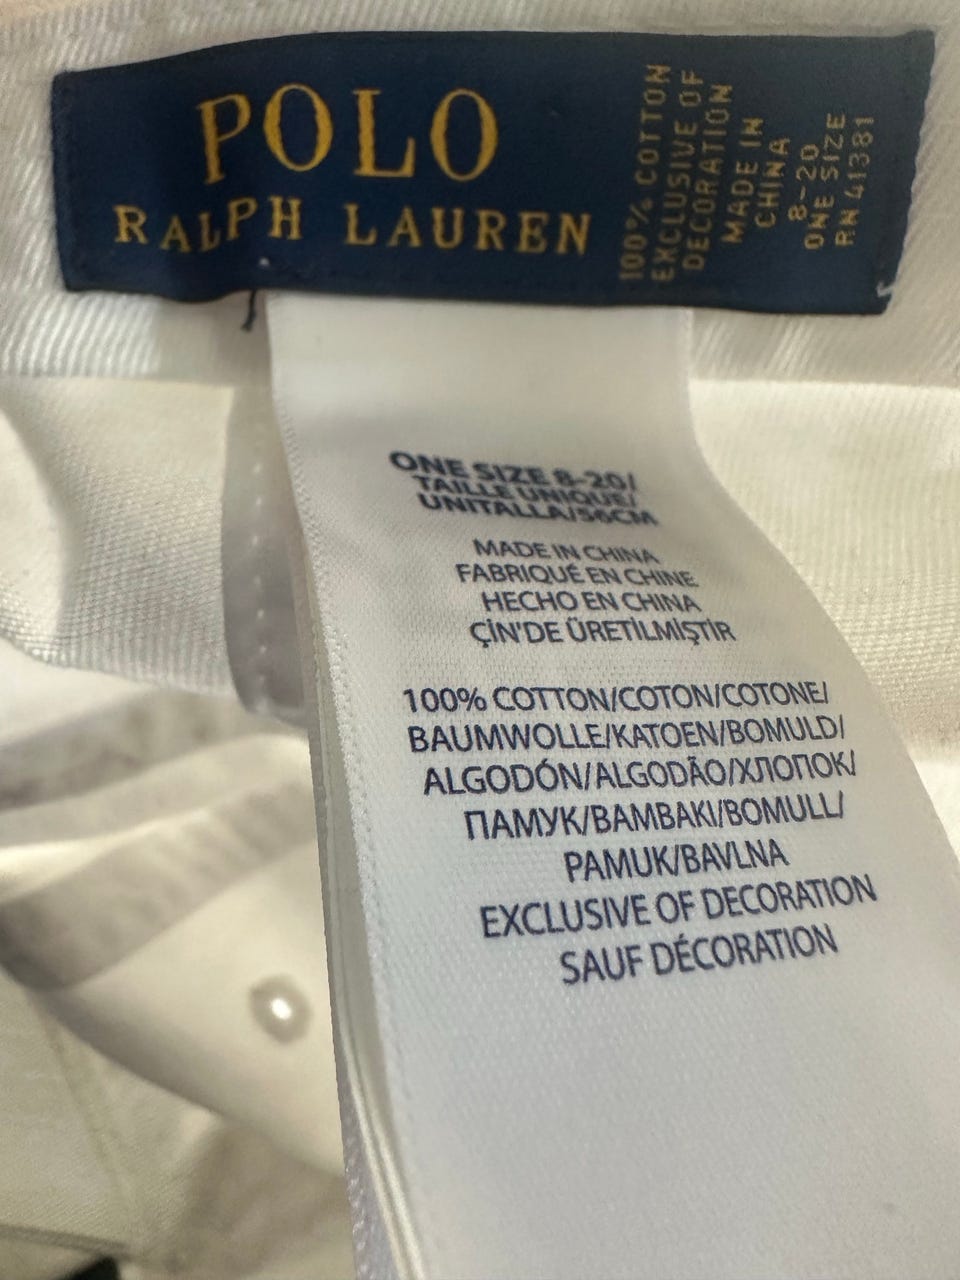 POLO
RALPH LAUREN
100% COTTON
EXCLUSIVE OF
DECORATION
MADE IN
CHINA
8-20
ONE SIZE
RN 41381
ONE SIZE 8-20/
TAILLE UNIQUE/
UNITALLA/56CM
MADE IN CHINA
FABRIQUÉ EN CHINE
HECHO EN CHINA
ÇİN'DE ÜRETİLMİŞTİR
100% COTTON/COTON/COTONE/
BAUMWOLLE/KATOEN/BOMULD/
ALGODÓN/ALGODÃO/ХЛОПОК/
ПАМУК/BAMBAKI/BOMULL/
PAMUK/BAVLNA
EXCLUSIVE OF DECORATION
SAUF DÉCORATION